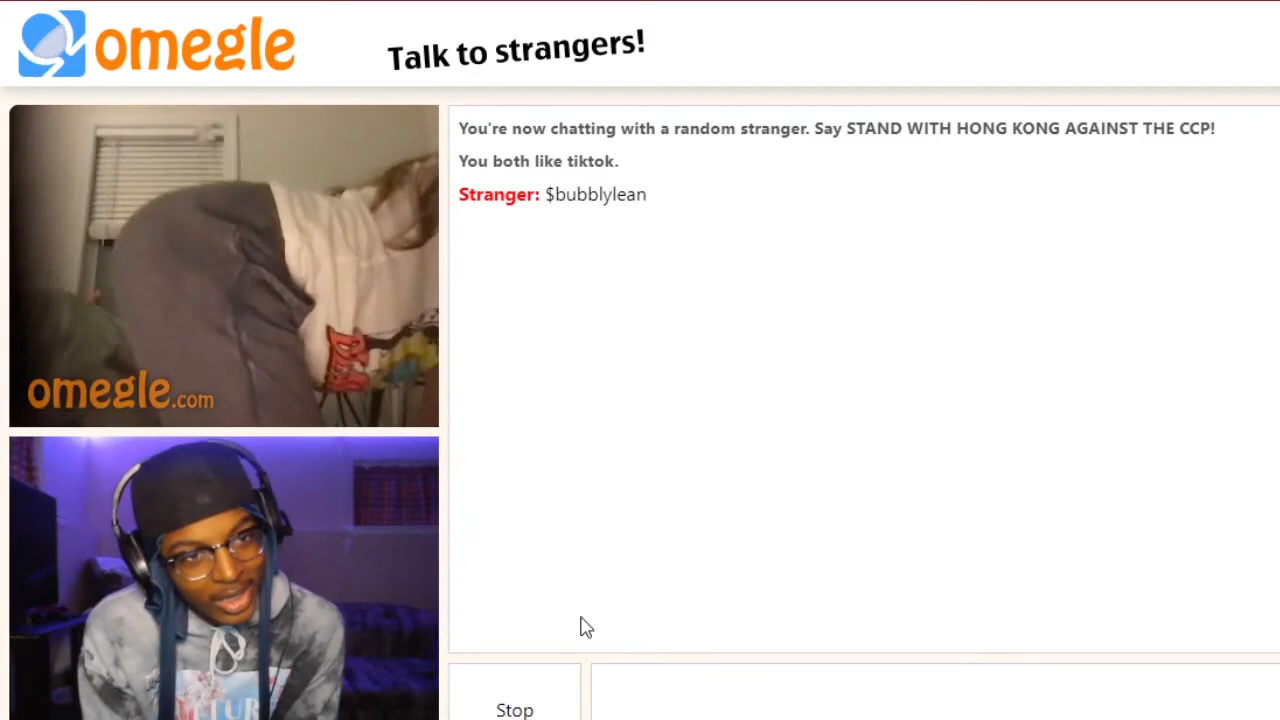 omegle
Talk to strangers!
You're now chatting with a random stranger. Say STAND WITH HONG KONG AGAINST THE CCP!
You both like tiktok.
Stranger: $bubblylean
omegle.com
Stop